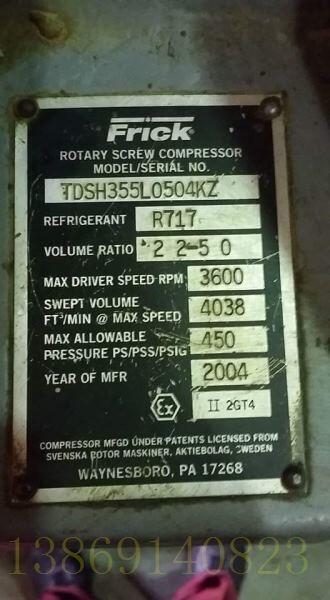 Frick
ROTARY SCREW COMPRESSOR
MODEL/SERIAL NO.
TDSH355L0504KZ
REFRIGERANT R717
VOLUME RATIO 2 2-5 0
MAX DRIVER SPEED RPM 3600
SWEPT VOLUME
FT³/MIN @ MAX SPEED 4038
MAX ALLOWABLE
PRESSURE PS/PSS/PSIG 450
YEAR OF MFR 2004
Ex II 2GT4
COMPRESSOR MFGD UNDER PATENTS LICENSED FROM
SVENSKA ROTOR MASKINER, AKTIEBOLAG, SWEDEN
WAYNESBORO, PA 17268
13869140823